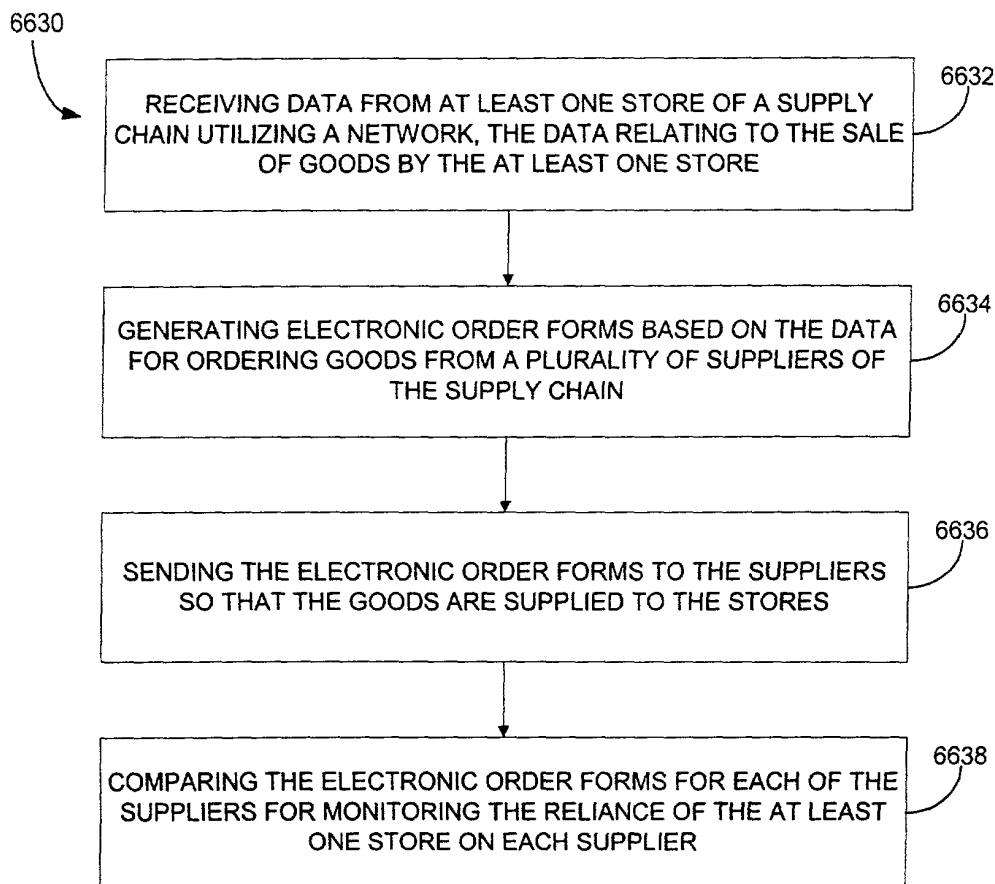 6630
6632
RECEIVING DATA FROM AT LEAST ONE STORE OF A SUPPLY
CHAIN UTILIZING A NETWORK, THE DATA RELATING TO THE SALE
OF GOODS BY THE AT LEAST ONE STORE
6634
GENERATING ELECTRONIC ORDER FORMS BASED ON THE DATA
FOR ORDERING GOODS FROM A PLURALITY OF SUPPLIERS OF
THE SUPPLY CHAIN
6636
SENDING THE ELECTRONIC ORDER FORMS TO THE SUPPLIERS
SO THAT THE GOODS ARE SUPPLIED TO THE STORES
6638
COMPARING THE ELECTRONIC ORDER FORMS FOR EACH OF THE
SUPPLIERS FOR MONITORING THE RELIANCE OF THE AT LEAST
ONE STORE ON EACH SUPPLIER